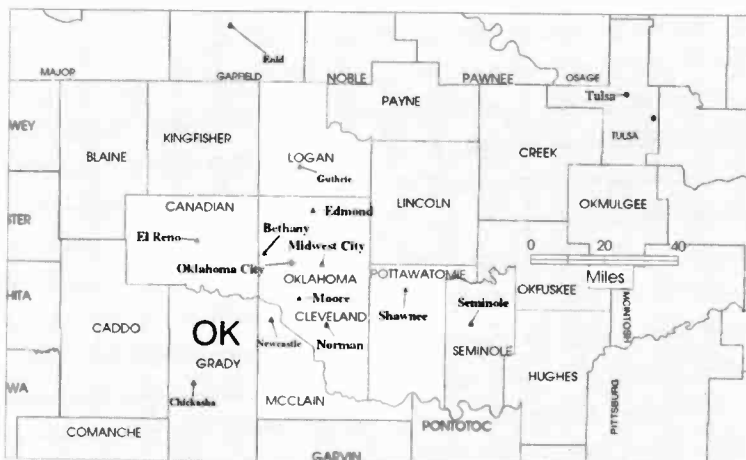 Enid
MAJOR
GARFIELD
NOBLE
PAWNEE
OSAGE
Tulsa
PAYNE
WEY
KINGFISHER
TULSA
BLAINE
LOGAN
CREEK
Guthrie
CANADIAN
LINCOLN
OKMULGEE
Edmond
STER
Bethany
El Reno
Midwest City
0 20 40
Oklahoma City
OKLAHOMA
POTTAWATOMIE
Miles
HITA
Moore
Seminole
OKFUSKEE
MCINTOSH
CADDO
OK
CLEVELAND
Shawnee
Newcastle
Norman
SEMINOLE
GRADY
HUGHES
WA
Chickasha
MCCLAIN
PITTSBURG
COMANCHE
PONTOTOC
GARVIN